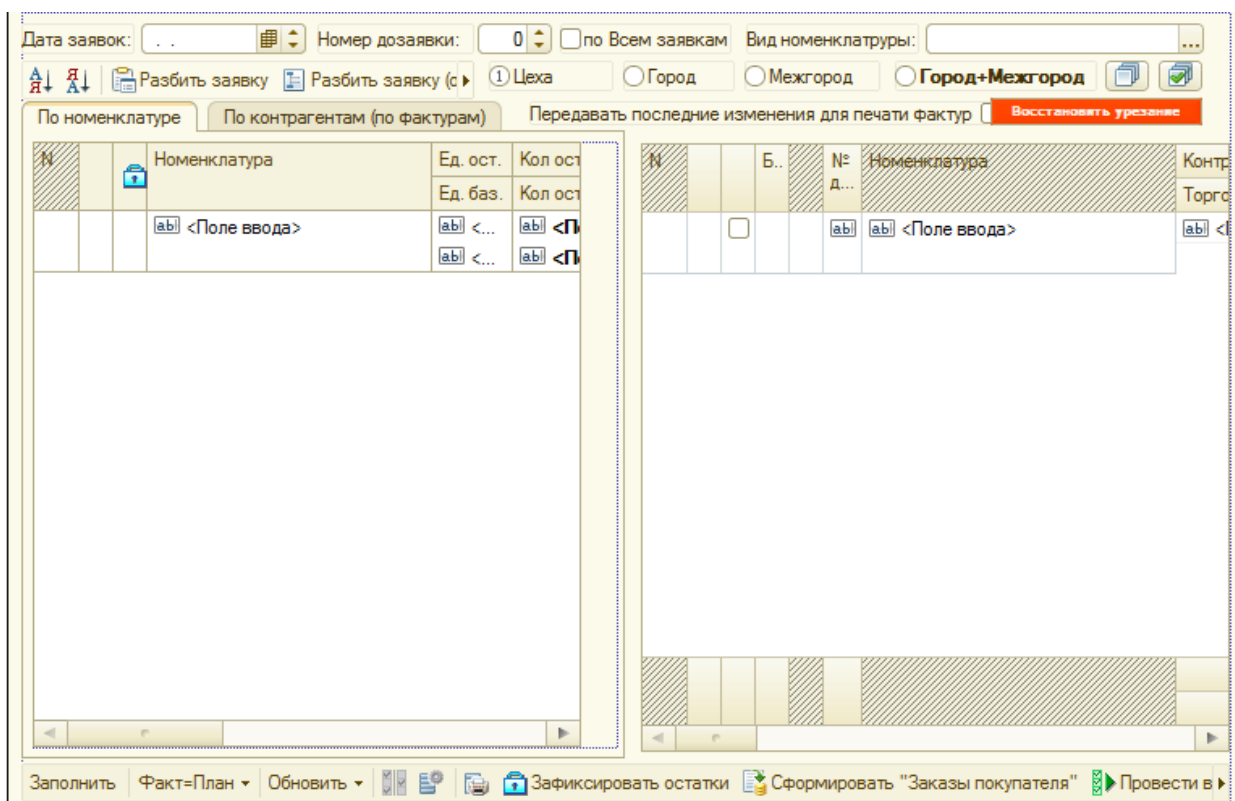 Дата заявок: . . Номер дозаявки: 0 по Всем заявкам Вид номенклатруры: ...
Разбить заявку Разбить заявку (с 1 Цеха Город Межгород Город+Межгород
По номенклатуре По контрагентам (по фактурам) Передавать последние изменения для печати фактур Восстановить урезание
N Номенклатура Ед. ост. Кол ост
Ед. баз. Кол ост
<Поле ввода> <... <П
<... <П
N Б.. № д... Номенклатура Контр
Торго
<Поле ввода>
Заполнить Факт=План Обновить Зафиксировать остатки Сформировать "Заказы покупателя" Провести в